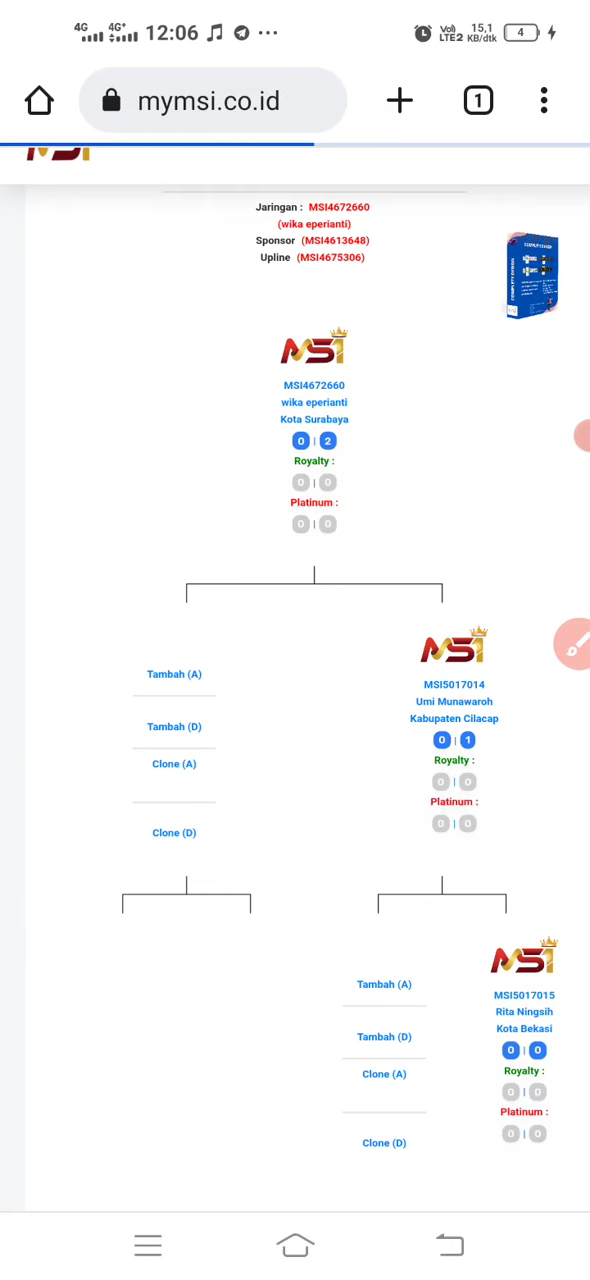 4G 4G+ 12:06 ... Vo) LTE2 15,1 KB/dtk 4
mymsi.co.id 1
MSI
Jaringan : MSI4672660
(wika eperianti)
Sponsor (MSI4613648)
Upline (MSI4675306)
MSI
MSI4672660
wika eperianti
Kota Surabaya
0 | 2
Royalty :
0 | 0
Platinum :
0 | 0
Tambah (A)
Tambah (D)
Clone (A)
Clone (D)
MSI
MSI5017014
Umi Munawaroh
Kabupaten Cilacap
0 | 1
Royalty :
0 | 0
Platinum :
0 | 0
Tambah (A)
Tambah (D)
Clone (A)
Clone (D)
MSI
MSI5017015
Rita Ningsih
Kota Bekasi
0 | 0
Royalty :
0 | 0
Platinum :
0 | 0